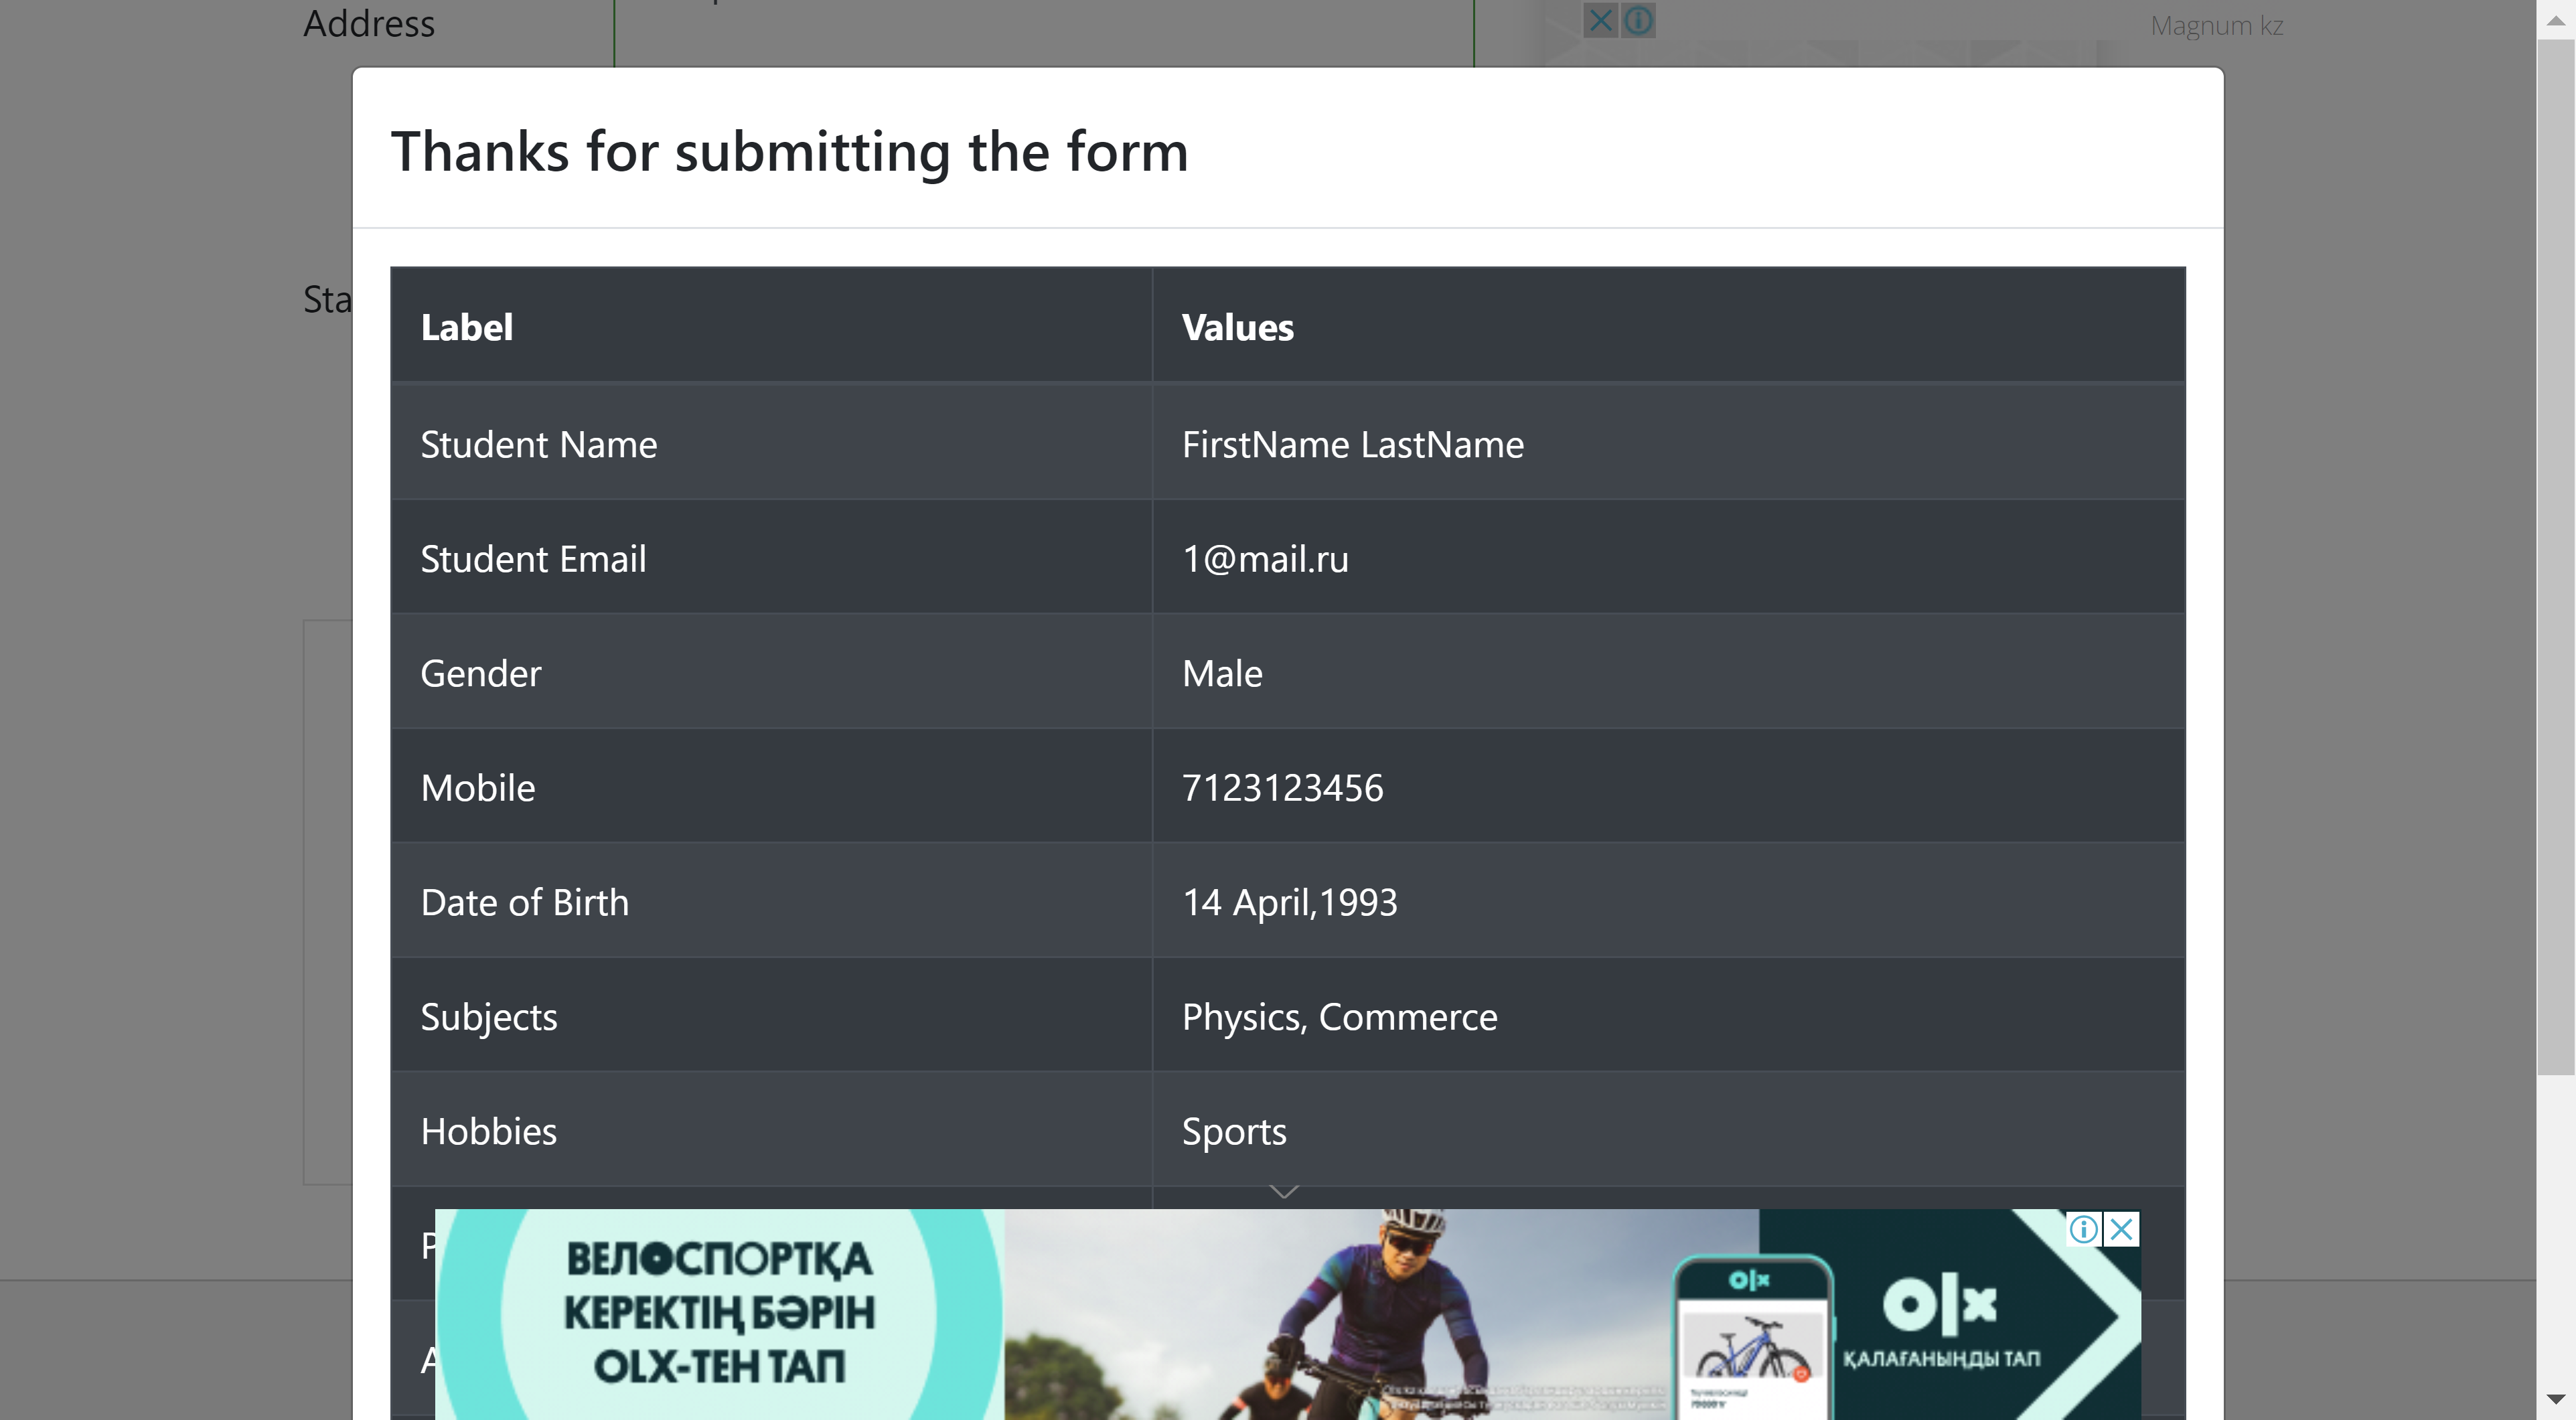 Address
Magnum kz
Thanks for submitting the form
Sta
Label Values
Student Name FirstName LastName
Student Email 1@mail.ru
Gender Male
Mobile 7123123456
Date of Birth 14 April,1993
Subjects Physics, Commerce
Hobbies Sports
P
A
ВЕЛОСПОРТҚА
КЕРЕКТІҢ БӘРІН
OLX-ТЕН ТАП
olx
olx
ҚАЛАҒАНЫҢДЫ ТАП